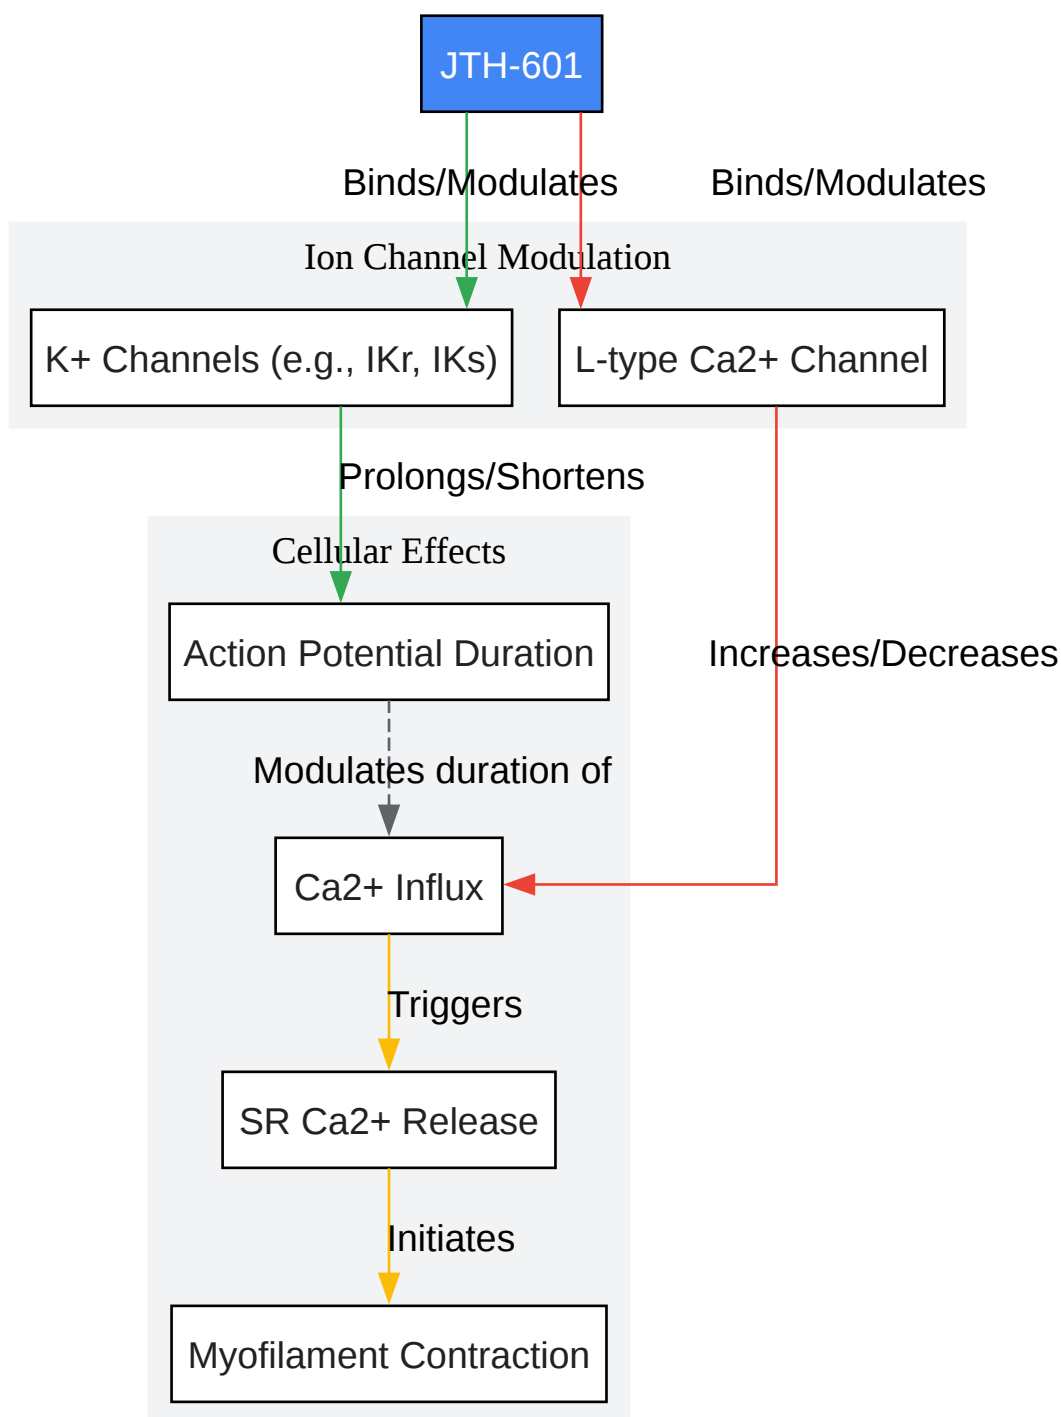 JTH-601
Binds/Modulates
Binds/Modulates
Ion Channel Modulation
K+ Channels (e.g., IKr, IKs)
L-type Ca2+ Channel
Prolongs/Shortens
Cellular Effects
Action Potential Duration
Increases/Decreases
Modulates duration of
Ca2+ Influx
Triggers
SR Ca2+ Release
Initiates
Myofilament Contraction